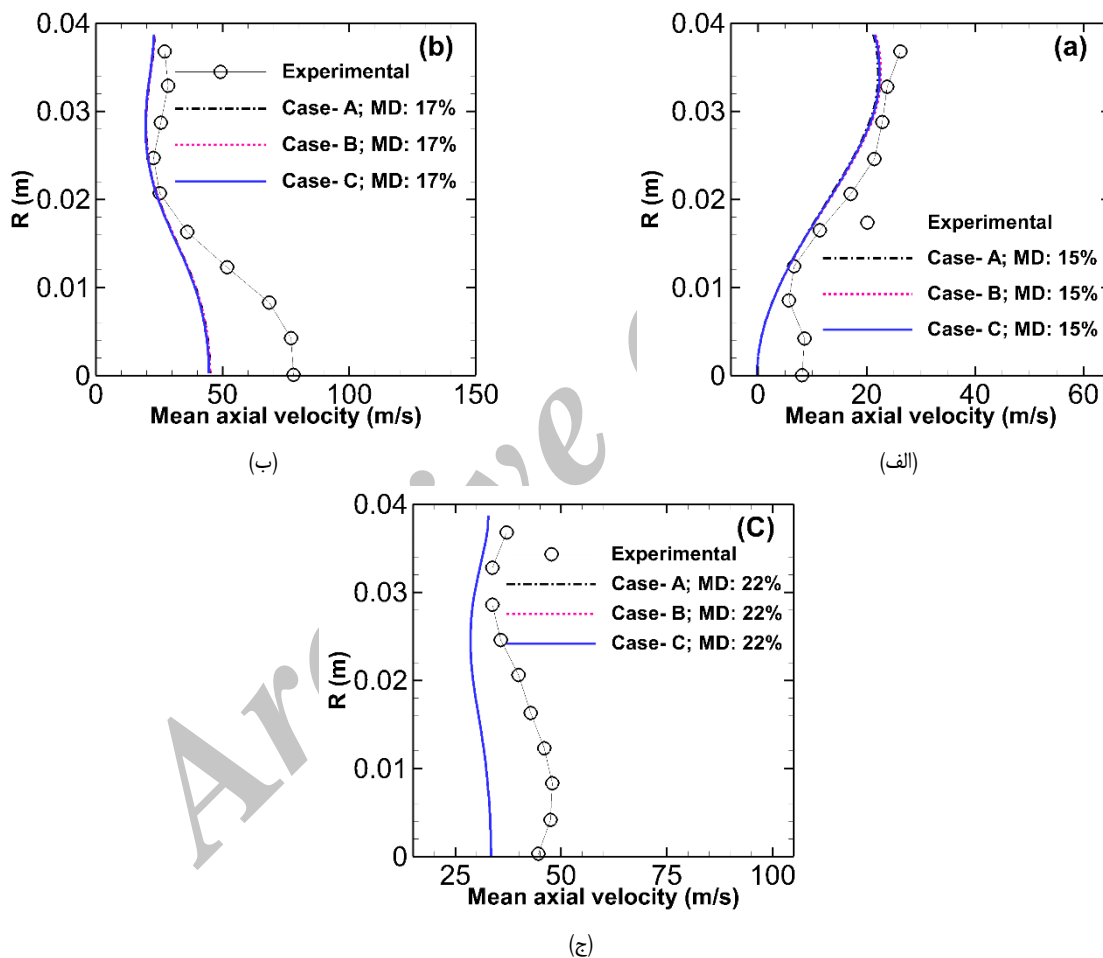 (b)
0.04
0.03
0.02
0.01
0
R (m)
Experimental
Case- A; MD: 17%
Case- B; MD: 17%
Case- C; MD: 17%
0 50 100 150
Mean axial velocity (m/s)
(ب)
(a)
0.04
0.03
0.02
0.01
0
R (m)
Experimental
Case- A; MD: 15%
Case- B; MD: 15%
Case- C; MD: 15%
0 20 40 60
Mean axial velocity (m/s)
(الف)
(C)
0.04
0.03
0.02
0.01
0
R (m)
Experimental
Case- A; MD: 22%
Case- B; MD: 22%
Case- C; MD: 22%
25 50 75 100
Mean axial velocity (m/s)
(ج)